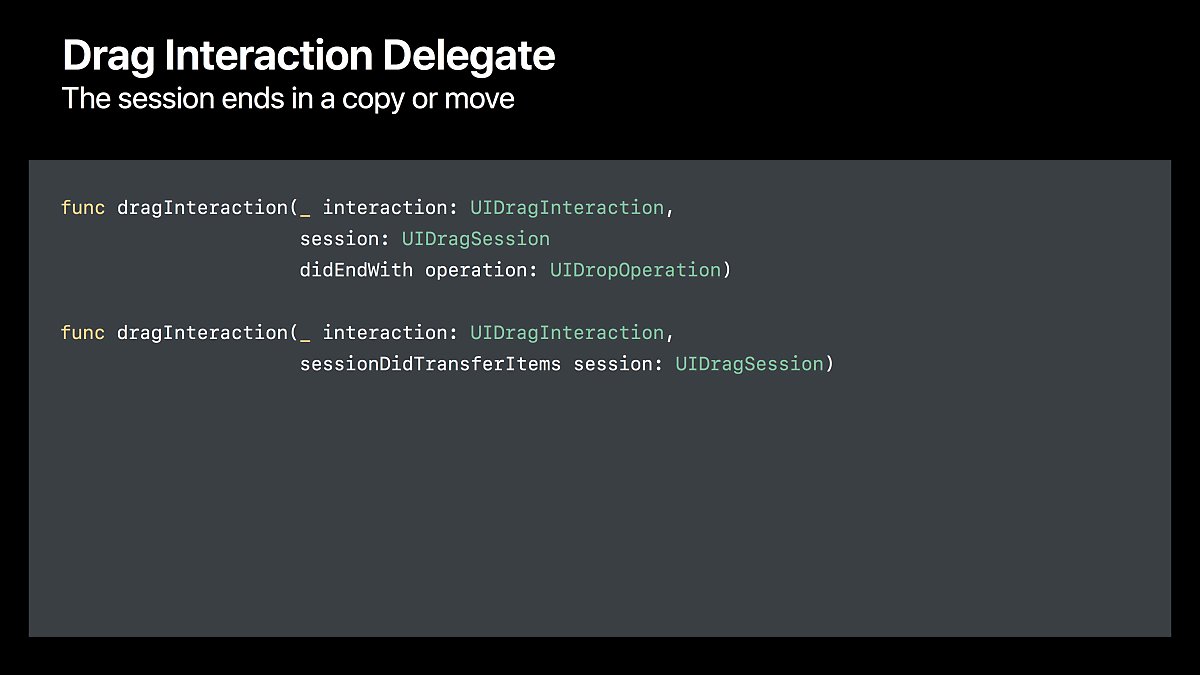 Drag Interaction Delegate
The session ends in a copy or move
func dragInteraction(_ interaction: UIDragInteraction,
session: UIDragSession
didEndWith operation: UIDropOperation)
func dragInteraction(_ interaction: UIDragInteraction,
sessionDidTransferItems session: UIDragSession)